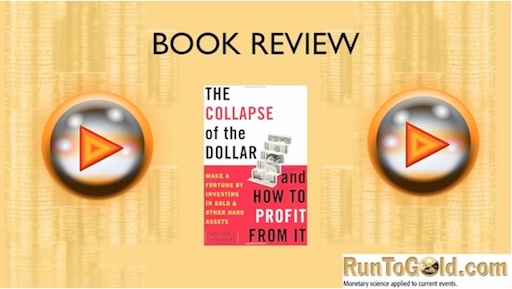 BOOK REVIEW
THE
COLLAPSE
of the
DOLLAR
and
HOW TO
PROFIT
FROM IT
MAKE A
FORTUNE BY
INVESTING
IN GOLD &
OTHER HARD
ASSETS
RunToGold.com
Monetary science applied to current events.